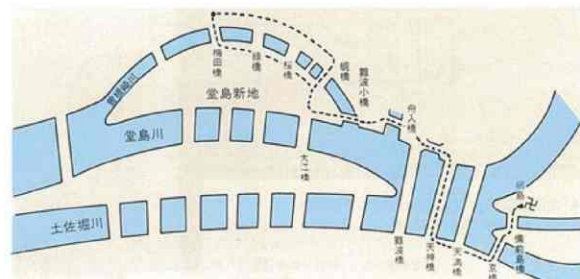 梅田橋
緑橋
桜橋
蜆橋
難波小橋
曽根崎川
堂島新地
舟入橋
堂島川
大江橋
網島
土佐堀川
難波橋
天神橋
天満橋
京橋
備前島橋